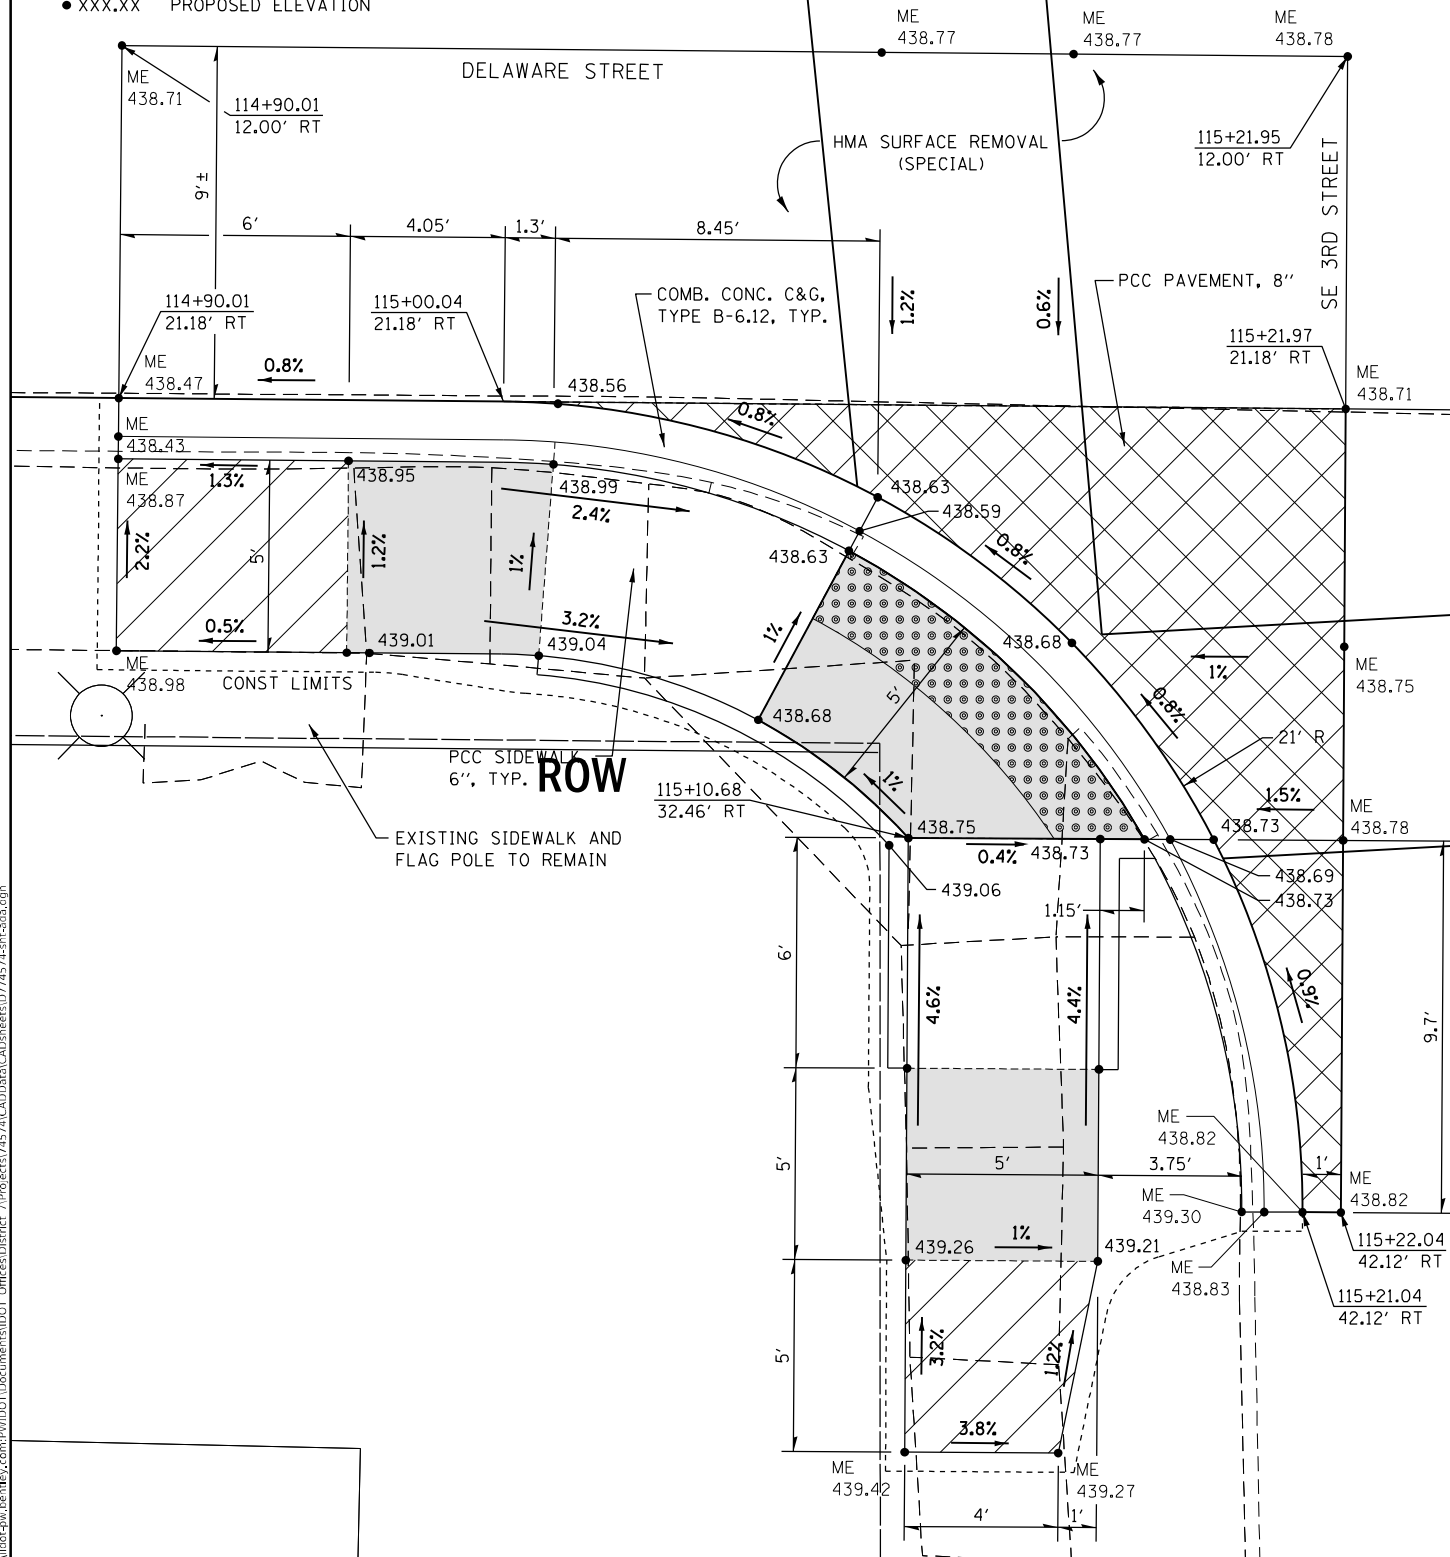 ● XXX.XX PROPOSED ELEVATION
ME
438.77
ME
438.77
ME
438.78
DELAWARE STREET
ME
438.71
114+90.01
12.00' RT
HMA SURFACE REMOVAL
(SPECIAL)
115+21.95
12.00' RT
SE 3RD STREET
9'±
6'
4.05'
1.3'
8.45'
114+90.01
21.18' RT
115+00.04
21.18' RT
COMB. CONC. C&G,
TYPE B-6.12, TYP.
1.2%
0.6%
PCC PAVEMENT, 8''
115+21.97
21.18' RT
ME
438.47
0.8%
438.56
ME
438.71
0.8%
ME
438.43
1.3%
438.95
438.99
2.4%
438.63
438.59
ME
438.87
2.2%
5'
1.2%
1%
438.63
0.8%
0.5%
439.01
3.2%
439.04
1%
438.68
1%
ME
438.98
CONST LIMITS
5'
ME
438.75
0.8%
438.68
21' R
PCC SIDEWALK
6'', TYP.
ROW
1%
115+10.68
32.46' RT
1.5%
EXISTING SIDEWALK AND
FLAG POLE TO REMAIN
438.75
0.4%
438.73
438.73
ME
438.78
438.69
438.73
439.06
1.15'
6'
4.6%
4.4%
0.9%
9.7'
ME
438.82
5'
5'
3.75'
1'
ME
438.82
ME
439.30
439.26
1%
439.21
115+22.04
42.12' RT
ME
438.83
115+21.04
42.12' RT
5'
3.2%
1.2%
3.8%
ME
439.42
ME
439.27
4'
1'